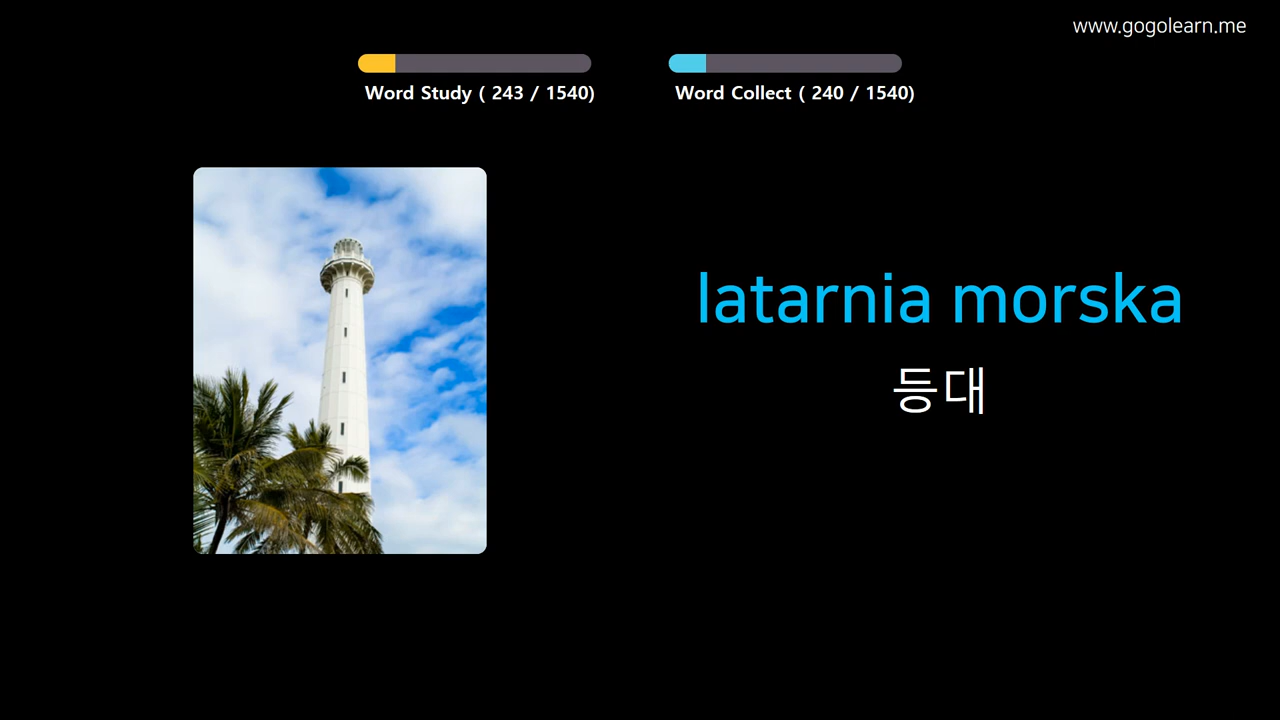 www.gogolearn.me
Word Study ( 243 / 1540)
Word Collect ( 240 / 1540)
latarnia morska
등대